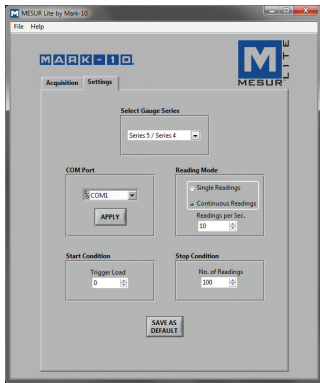 MESUR Lite by Mark-10
File Help
MARK-10
M
MESUR
LITE
Acquisition Settings
Select Gauge Series
Series 5 / Series 4
COM Port
COM1
APPLY
Reading Mode
Single Readings
Continuous Readings
Readings per Sec.
10
Start Condition
Trigger Load
0
Stop Condition
No. of Readings
100
SAVE AS
DEFAULT